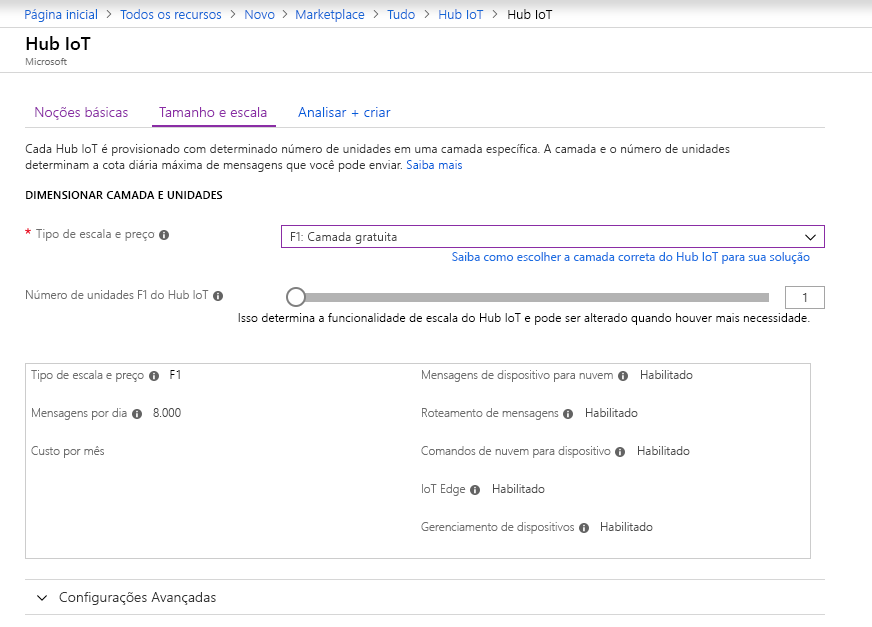 Página inicial > Todos os recursos > Novo > Marketplace > Tudo > Hub IoT > Hub IoT
Hub IoT
Microsoft
Noções básicas Tamanho e escala Analisar + criar
Cada Hub IoT é provisionado com determinado número de unidades em uma camada específica. A camada e o número de unidades
determinam a cota diária máxima de mensagens que você pode enviar. Saiba mais
DIMENSIONAR CAMADA E UNIDADES
* Tipo de escala e preço
F1: Camada gratuita
Saiba como escolher a camada correta do Hub IoT para sua solução
Número de unidades F1 do Hub IoT
1
Isso determina a funcionalidade de escala do Hub IoT e pode ser alterado quando houver mais necessidade.
Tipo de escala e preço F1
Mensagens por dia 8.000
Custo por mês
Mensagens de dispositivo para nuvem Habilitado
Roteamento de mensagens Habilitado
Comandos de nuvem para dispositivo Habilitado
IoT Edge Habilitado
Gerenciamento de dispositivos Habilitado
Configurações Avançadas